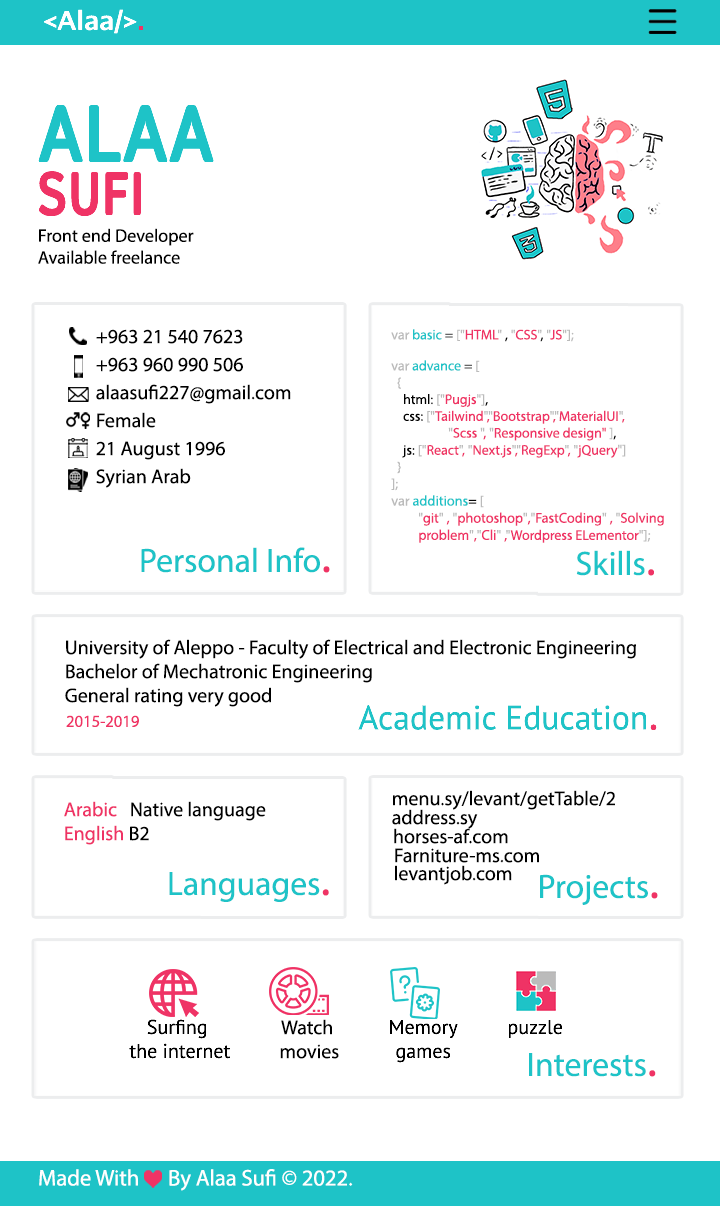 <Alaa/>.
ALAA
SUFI
Front end Developer
Available freelance
+963 21 540 7623
+963 960 990 506
alaasufi227@gmail.com
Female
21 August 1996
Syrian Arab
Personal Info.
var basic = ["HTML" , "CSS", "JS"];
var advance = [
{
html: ["Pugjs"],
css: ["Tailwind","Bootstrap","MaterialUI",
"Scss ", "Responsive design" ],
js: ["React", "Next.js","RegExp", "jQuery"]
}
];
var additions= [
"git" , "photoshop","FastCoding" , "Solving
problem","Cli" ,"Wordpress ELementor"];
Skills.
University of Aleppo - Faculty of Electrical and Electronic Engineering
Bachelor of Mechatronic Engineering
General rating very good
2015-2019
Academic Education.
Arabic Native language
English B2
Languages.
menu.sy/levant/getTable/2
address.sy
horses-af.com
Farniture-ms.com
levantjob.com
Projects.
Surfing
the internet
Watch
movies
Memory
games
puzzle
Interests.
Made With ❤ By Alaa Sufi © 2022.